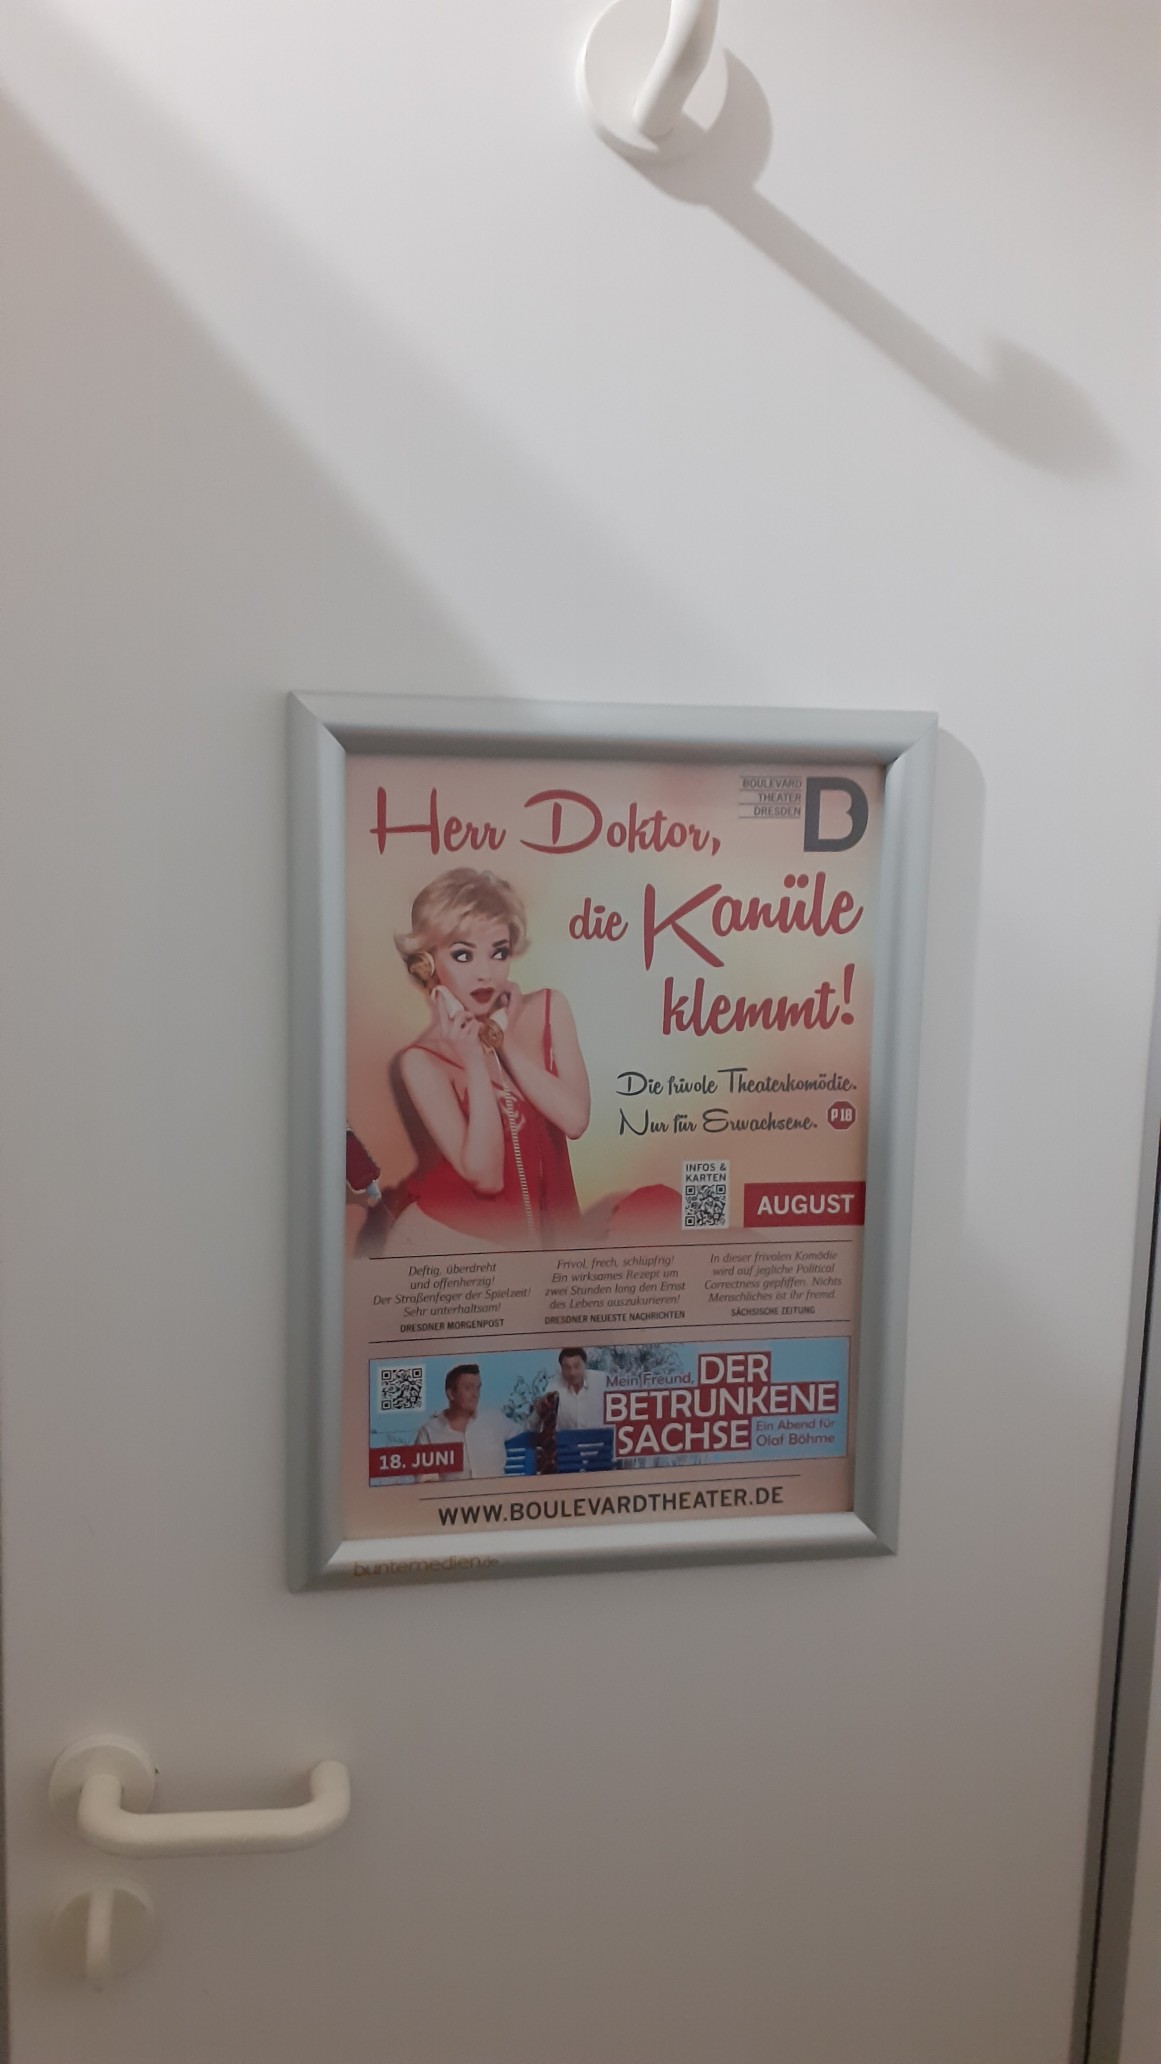 Herr Doktor,
BOULEVARD
THEATER
DRESDEN
B
die Kanüle
klemmt!
Die frivole Theaterkomödie.
Nur für Erwachsene. P18
INFOS &
KARTEN
AUGUST
Deftig, überdreht
und offenherzig!
Der Straßenfeger der Spielzeit!
Sehr unterhaltsam!
DRESDNER MORGENPOST
Frivol, frech, schlüpfrig!
Ein wirksames Rezept um
zwei Stunden lang den Ernst
des Lebens auszukurieren!
DRESDNER NEUESTE NACHRICHTEN
In dieser frivolen Komödie
wird auf jegliche Political
Correctness gepfiffen. Nichts
Menschliches ist ihr fremd.
SÄCHSISCHE ZEITUNG
Mein Freund, DER
BETRUNKENE
SACHSE
Ein Abend für
Olaf Böhme
18. JUNI
WWW.BOULEVARDTHEATER.DE
buntemedien.de